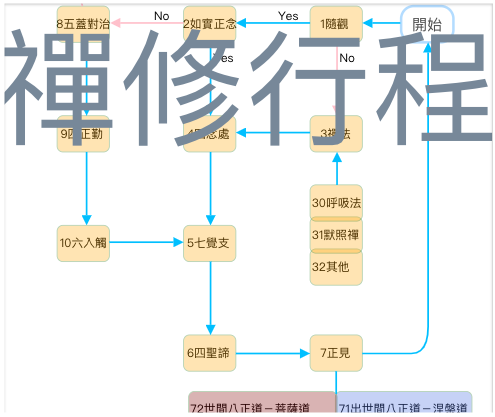 開始
1隨觀
Yes
2如實正念
No
8五蓋對治
Yes
No
禪修行程
3禪法
4四念處
9四正勤
30呼吸法
31默照禪
32其他
5七覺支
10六入觸
6四聖諦
7正見
72世間八正道－菩薩道
71出世間八正道－涅盤道